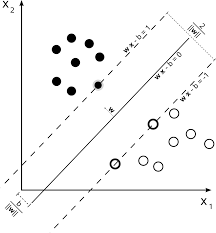 X₂
w x - b = 1
2
||w||
w x - b = 0
w x - b = -1
w
b
||w||
X₁